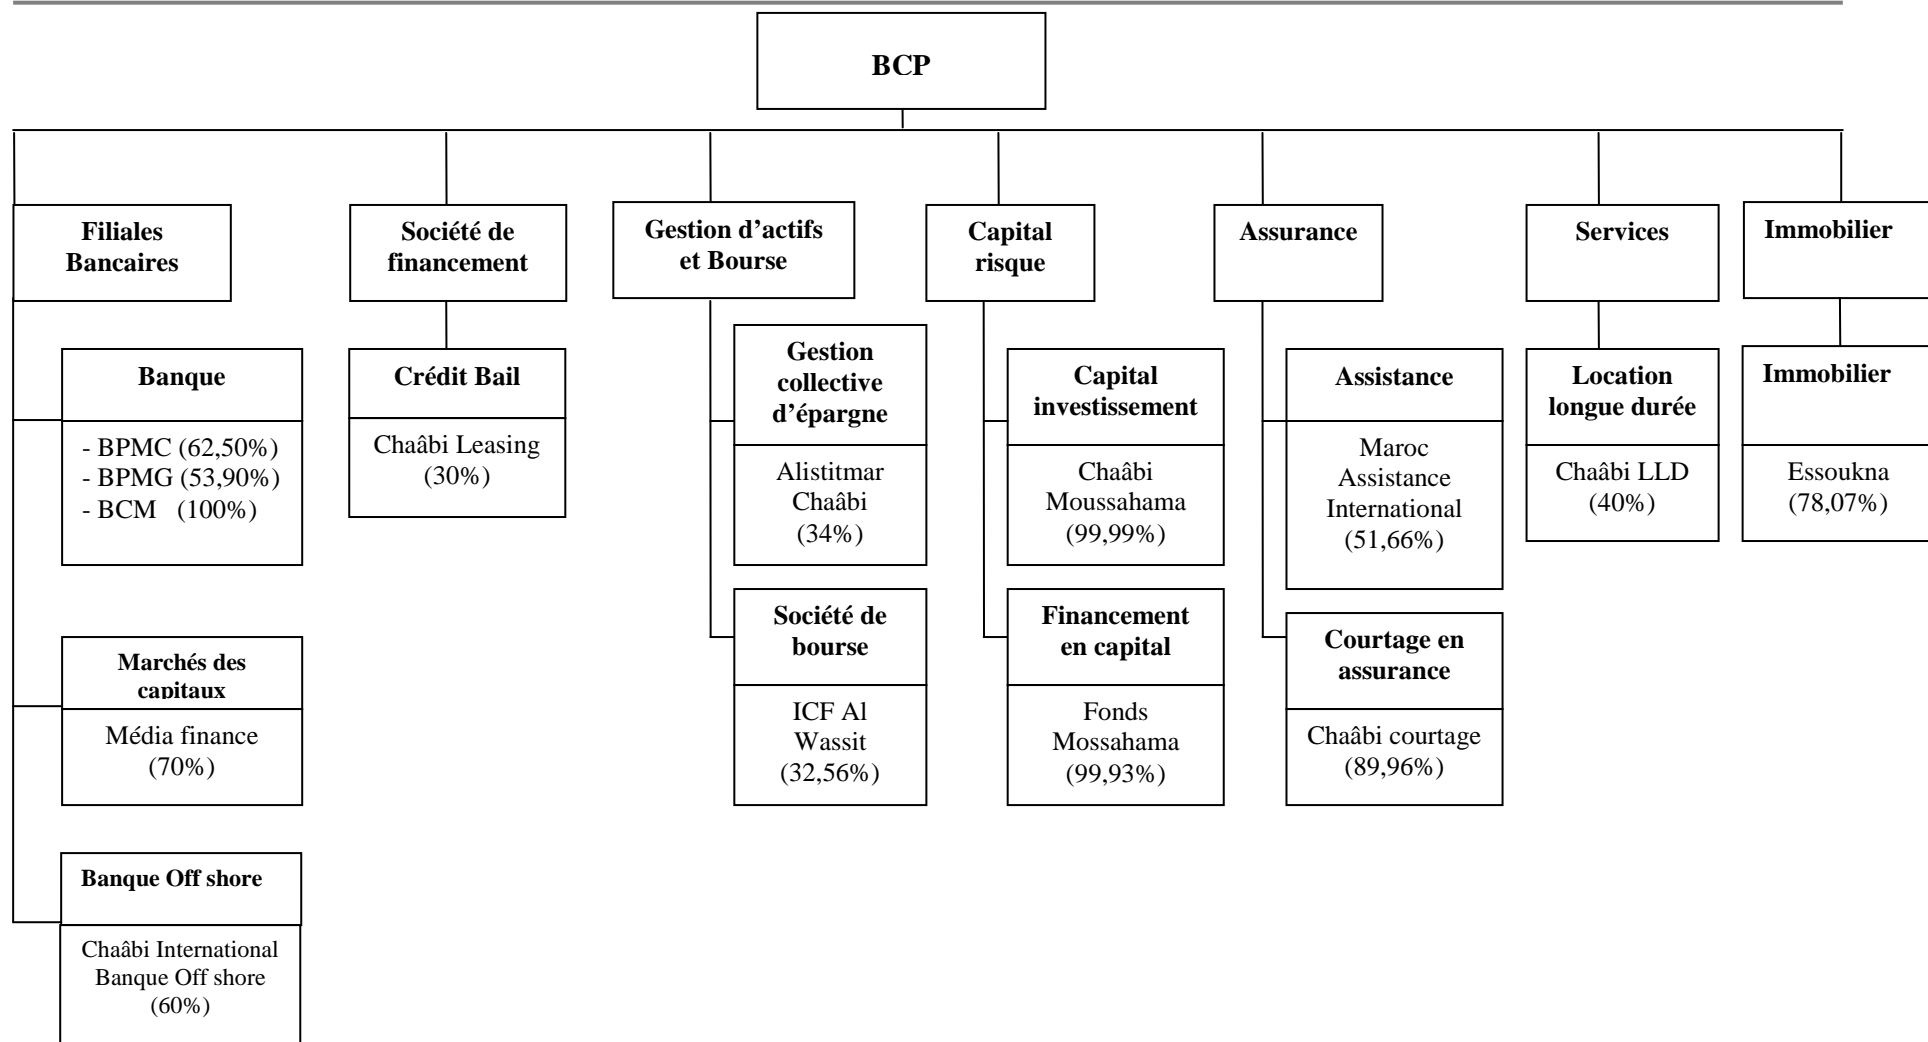 BCP
Filiales
Bancaires
Société de
financement
Gestion d’actifs
et Bourse
Capital
risque
Assurance
Services
Immobilier
Banque
- BPMC (62,50%)
- BPMG (53,90%)
- BCM (100%)
Marchés des
capitaux
Média finance
(70%)
Banque Off shore
Chaâbi International
Banque Off shore
(60%)
Crédit Bail
Chaâbi Leasing
(30%)
Gestion
collective
d’épargne
Alistitmar
Chaâbi
(34%)
Société de
bourse
ICF Al
Wassit
(32,56%)
Capital
investissement
Chaâbi
Moussahama
(99,99%)
Financement
en capital
Fonds
Mossahama
(99,93%)
Assistance
Maroc
Assistance
International
(51,66%)
Courtage en
assurance
Chaâbi courtage
(89,96%)
Location
longue durée
Chaâbi LLD
(40%)
Immobilier
Essoukna
(78,07%)